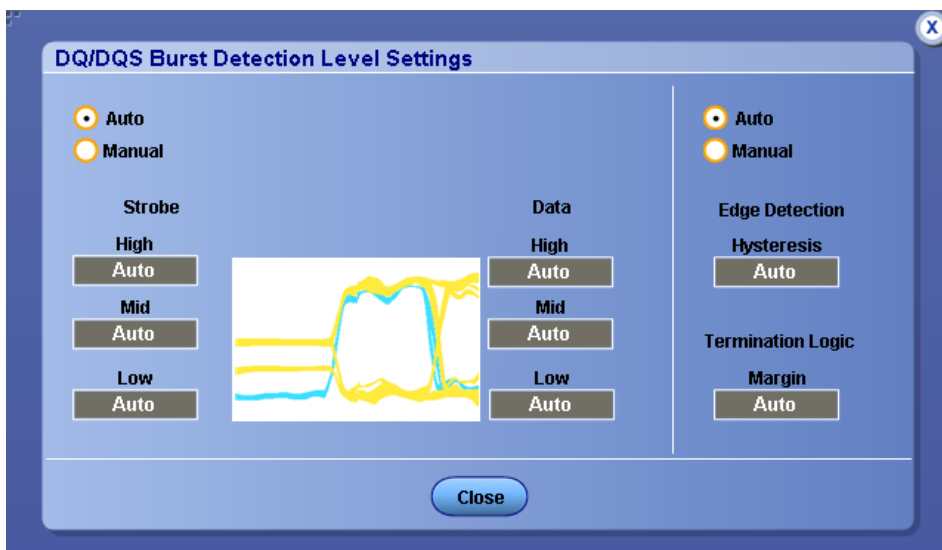 X
DQ/DQS Burst Detection Level Settings
Auto
Manual
Strobe
High
Auto
Mid
Auto
Low
Auto
Data
High
Auto
Mid
Auto
Low
Auto
Auto
Manual
Edge Detection
Hysteresis
Auto
Termination Logic
Margin
Auto
Close